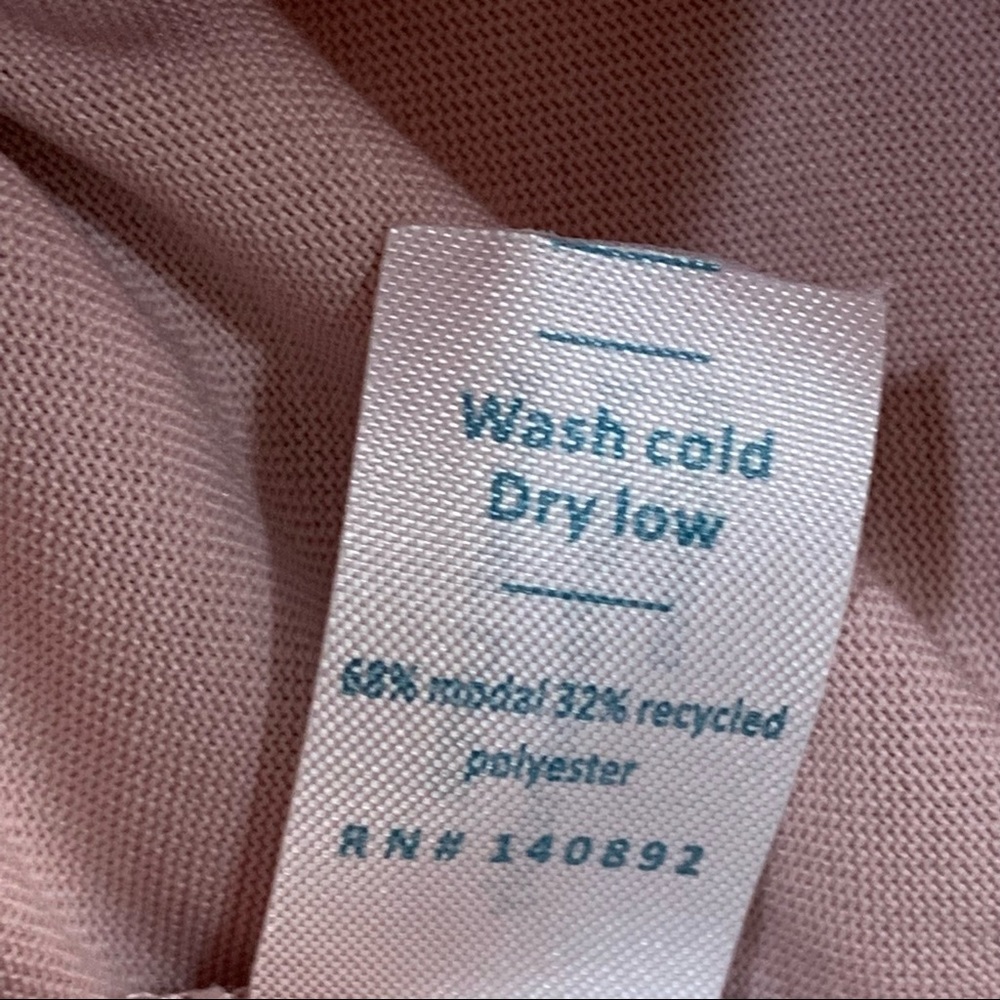 Wash cold
Dry low
68% modal 32% recycled
polyester
RN# 140892